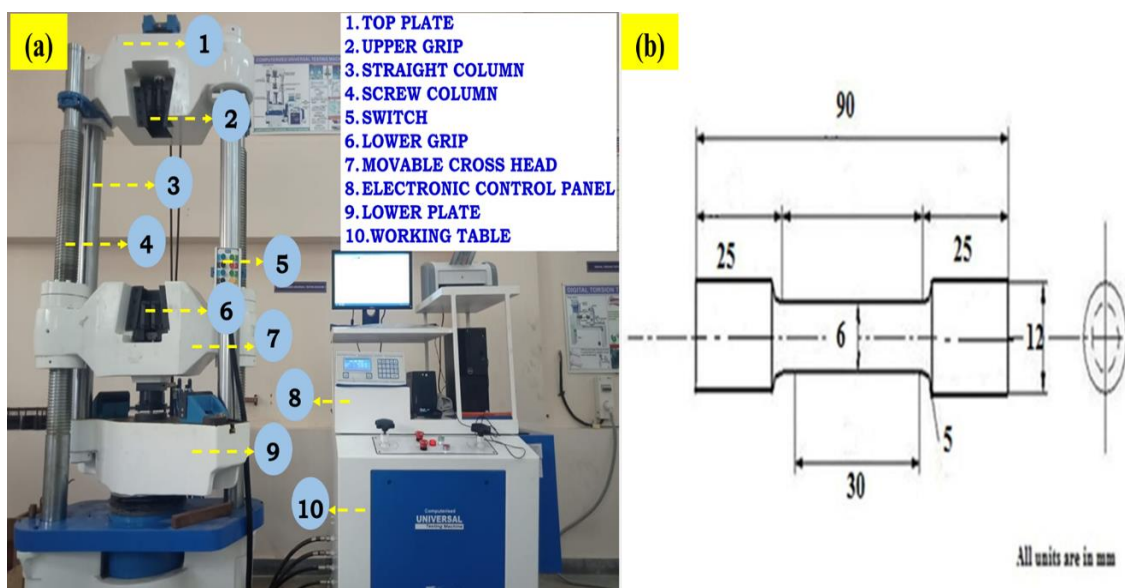 (a)
1. TOP PLATE
2. UPPER GRIP
3. STRAIGHT COLUMN
4. SCREW COLUMN
5. SWITCH
6. LOWER GRIP
7. MOVABLE CROSS HEAD
8. ELECTRONIC CONTROL PANEL
9. LOWER PLATE
10. WORKING TABLE
1
2
3
4
5
6
7
8
9
10
Computerised
UNIVERSAL
Testing Machine
DIGITAL TORSION
(b)
90
25
25
6
12
5
30
All units are in mm